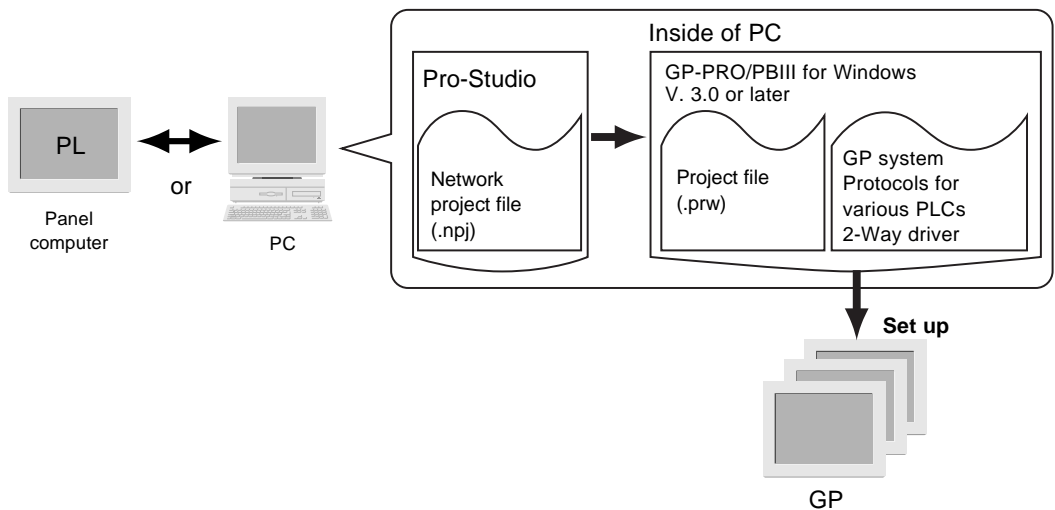 Inside of PC
Pro-Studio
Network
project file
(.npj)
GP-PRO/PBIII for Windows
V. 3.0 or later
Project file
(.prw)
GP system
Protocols for
various PLCs
2-Way driver
PL
or
Panel
computer
PC
Set up
GP